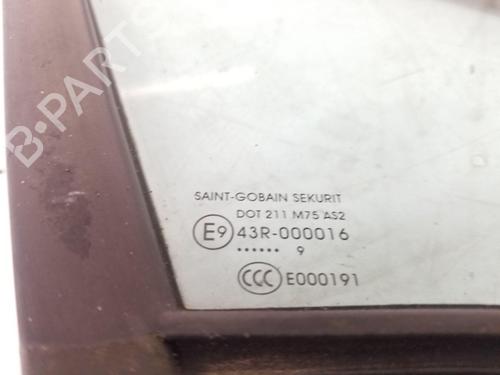 B-PARTS
SAINT-GOBAIN SEKURIT
DOT 211 M75 AS2
E9 43R-000016
...... 9
CCC E000191